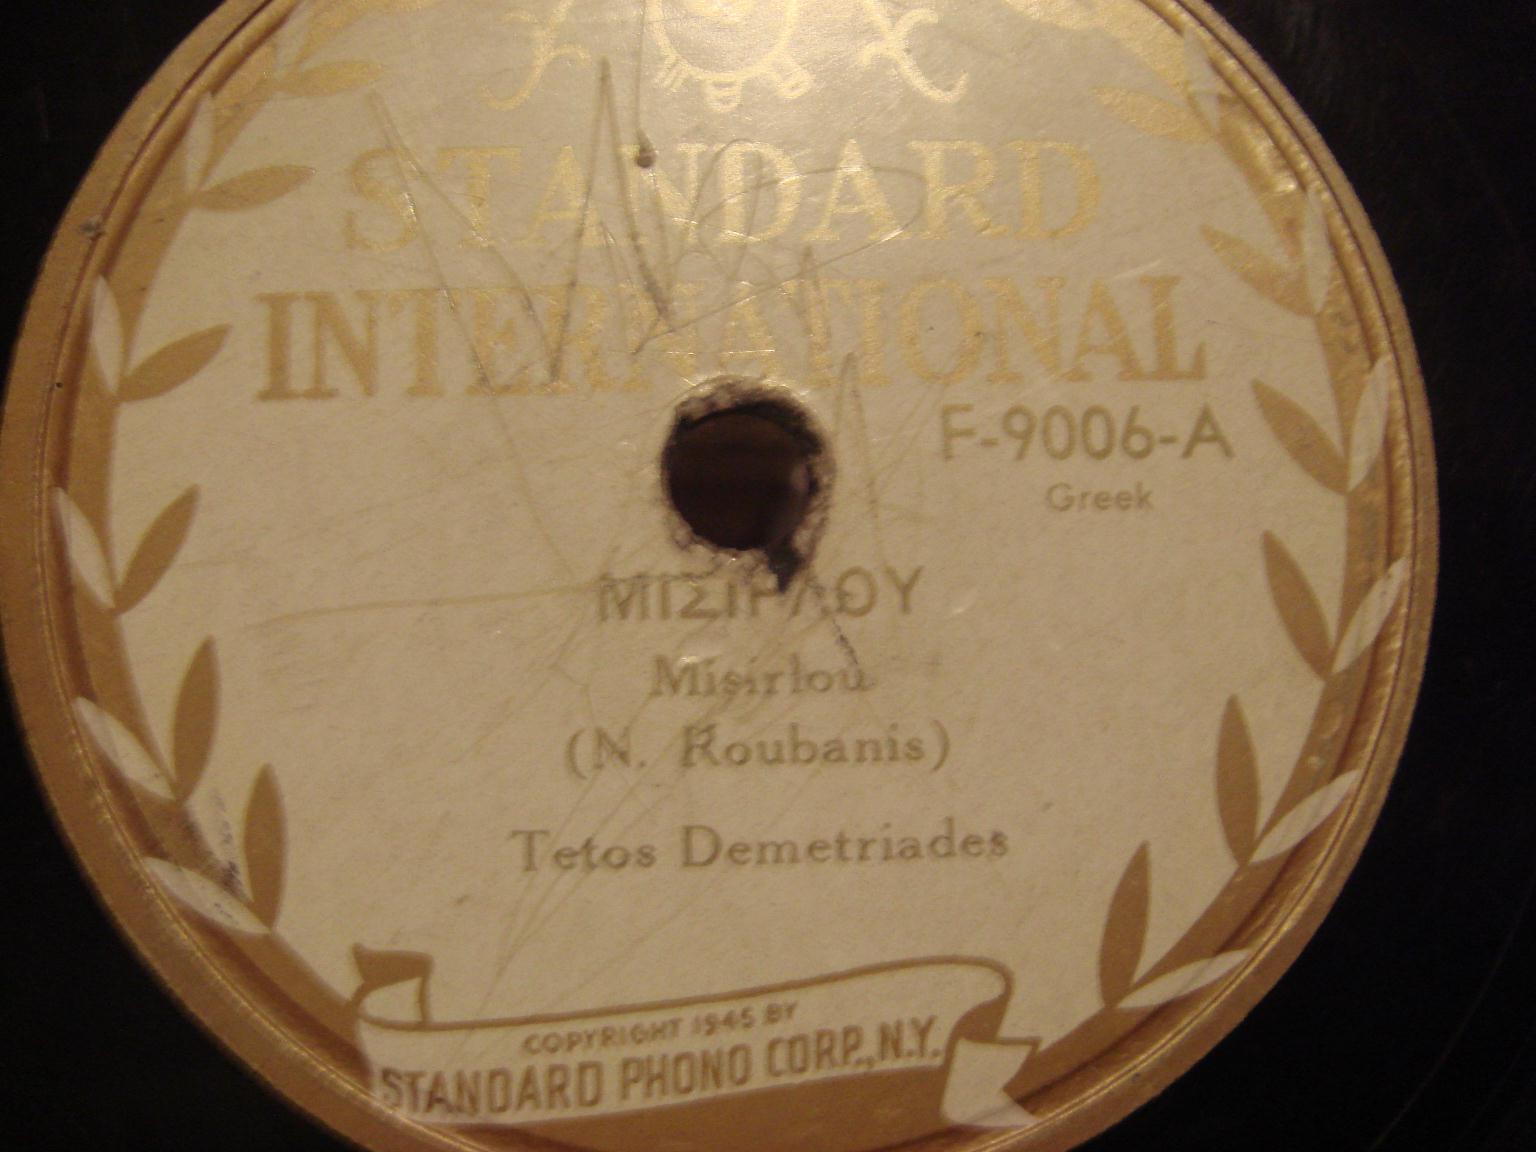 STANDARD
INTERNATIONAL
F-9006-A
Greek
ΜΙΣΙΡΛΟΥ
Misirlou
(N. Roubanis)
Tetos Demetriades
COPYRIGHT 1945 BY
STANDARD PHONO CORP., N.Y.